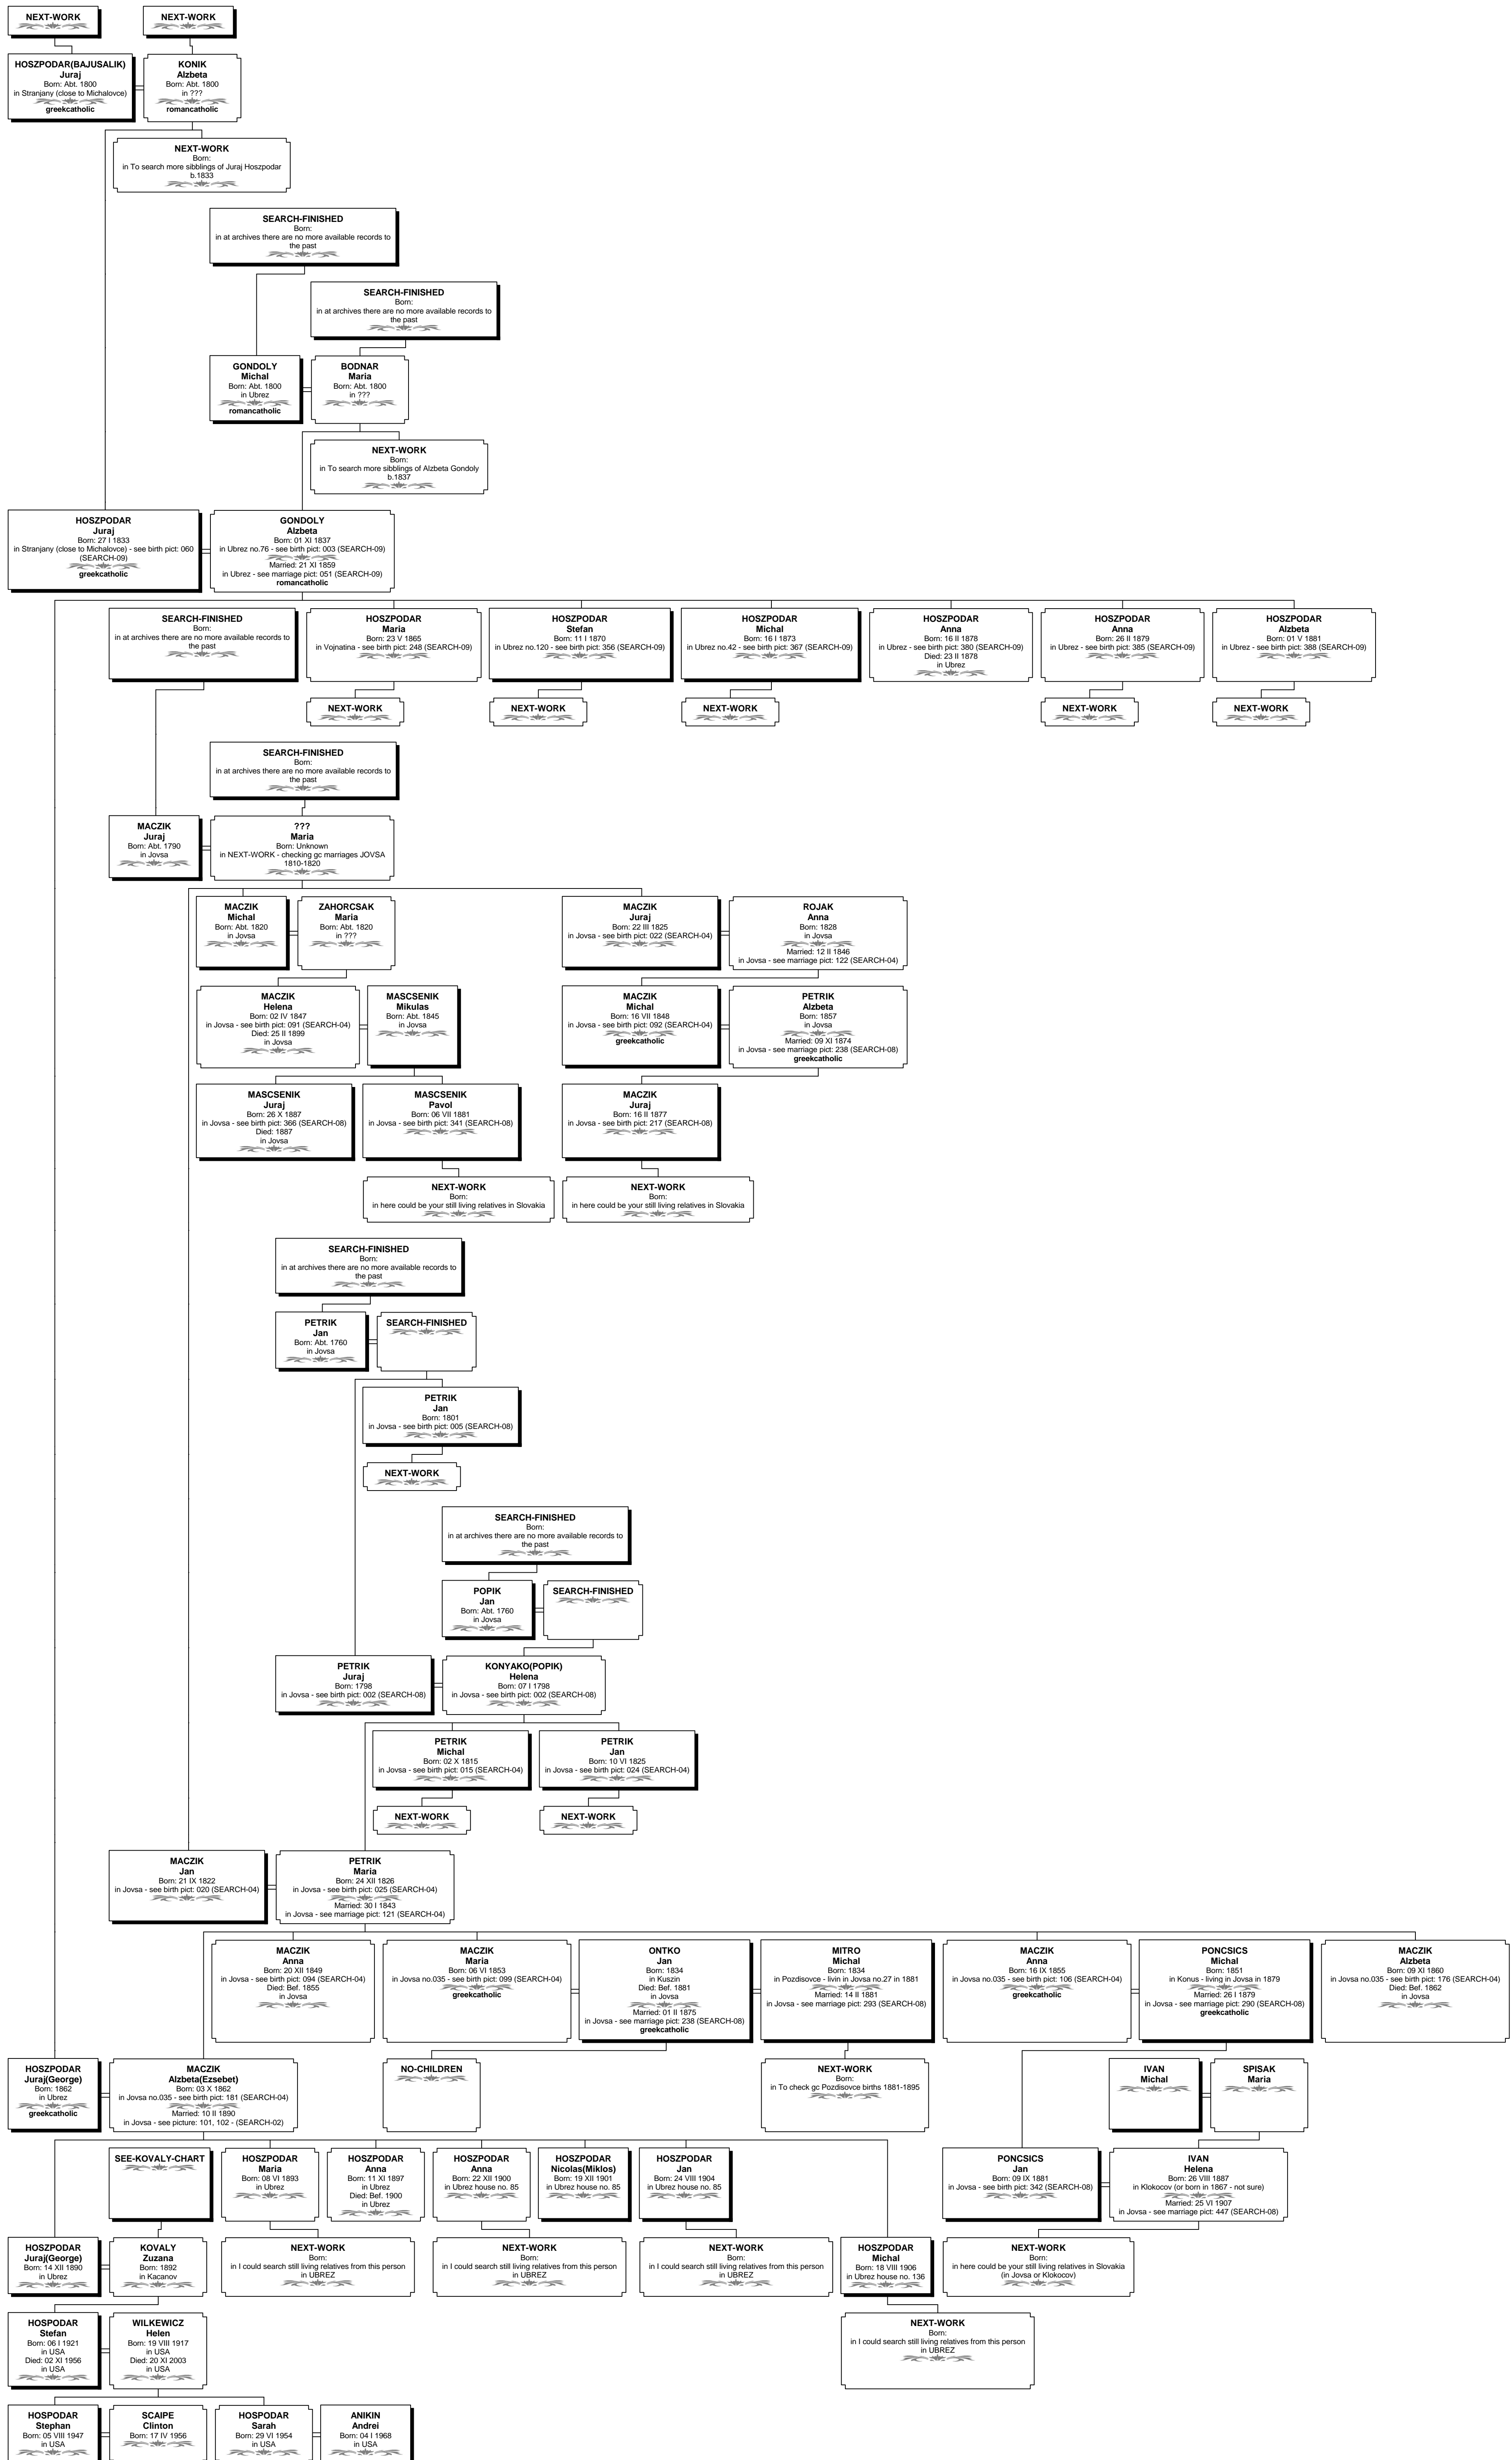 NEXT-WORK
NEXT-WORK
HOSZPODAR(BAJUSALIK)
Juraj
Born: Abt. 1800
in Stranjany (close to Michalovce)
greekcatholic
KONIK
Alzbeta
Born: Abt. 1800
in ???
romancatholic
NEXT-WORK
Born:
in To search more sibblings of Juraj Hoszpodar
b.1833
SEARCH-FINISHED
Born:
in at archives there are no more available records to
the past
SEARCH-FINISHED
Born:
in at archives there are no more available records to
the past
GONDOLY
Michal
Born: Abt. 1800
in Ubrez
romancatholic
BODNAR
Maria
Born: Abt. 1800
in ???
NEXT-WORK
Born:
in To search more sibblings of Alzbeta Gondoly
b.1837
HOSZPODAR
Juraj
Born: 27 I 1833
in Stranjany (close to Michalovce) - see birth pict: 060
(SEARCH-09)
greekcatholic
GONDOLY
Alzbeta
Born: 01 XI 1837
in Ubrez no.76 - see birth pict: 003 (SEARCH-09)
Married: 21 XI 1859
in Ubrez - see marriage pict: 051 (SEARCH-09)
romancatholic
SEARCH-FINISHED
Born:
in at archives there are no more available records to
the past
HOSZPODAR
Maria
Born: 23 V 1865
in Vojnatina - see birth pict: 248 (SEARCH-09)
HOSZPODAR
Stefan
Born: 11 I 1870
in Ubrez no.120 - see birth pict: 356 (SEARCH-09)
HOSZPODAR
Michal
Born: 16 I 1873
in Ubrez no.42 - see birth pict: 367 (SEARCH-09)
HOSZPODAR
Anna
Born: 16 II 1878
in Ubrez - see birth pict: 380 (SEARCH-09)
Died: 23 II 1878
in Ubrez
HOSZPODAR
Anna
Born: 26 II 1879
in Ubrez - see birth pict: 385 (SEARCH-09)
HOSZPODAR
Alzbeta
Born: 01 V 1881
in Ubrez - see birth pict: 388 (SEARCH-09)
NEXT-WORK
NEXT-WORK
NEXT-WORK
NEXT-WORK
NEXT-WORK
SEARCH-FINISHED
Born:
in at archives there are no more available records to
the past
MACZIK
Juraj
Born: Abt. 1790
in Jovsa
???
Maria
Born: Unknown
in NEXT-WORK - checking gc marriages JOVSA
1810-1820
MACZIK
Michal
Born: Abt. 1820
in Jovsa
ZAHORCSAK
Maria
Born: Abt. 1820
in ???
MACZIK
Juraj
Born: 22 III 1825
in Jovsa - see birth pict: 022 (SEARCH-04)
ROJAK
Anna
Born: 1828
in Jovsa
Married: 12 II 1846
in Jovsa - see marriage pict: 122 (SEARCH-04)
MACZIK
Helena
Born: 02 IV 1847
in Jovsa - see birth pict: 091 (SEARCH-04)
Died: 25 II 1899
in Jovsa
MASCSENIK
Mikulas
Born: Abt. 1845
in Jovsa
MACZIK
Michal
Born: 16 VII 1848
in Jovsa - see birth pict: 092 (SEARCH-04)
greekcatholic
PETRIK
Alzbeta
Born: 1857
in Jovsa
Married: 09 XI 1874
in Jovsa - see marriage pict: 238 (SEARCH-08)
greekcatholic
MASCSENIK
Juraj
Born: 26 X 1887
in Jovsa - see birth pict: 366 (SEARCH-08)
Died: 1887
in Jovsa
MASCSENIK
Pavol
Born: 06 VII 1881
in Jovsa - see birth pict: 341 (SEARCH-08)
MACZIK
Juraj
Born: 16 II 1877
in Jovsa - see birth pict: 217 (SEARCH-08)
NEXT-WORK
Born:
in here could be your still living relatives in Slovakia
NEXT-WORK
Born:
in here could be your still living relatives in Slovakia
SEARCH-FINISHED
Born:
in at archives there are no more available records to
the past
PETRIK
Jan
Born: Abt. 1760
in Jovsa
SEARCH-FINISHED
PETRIK
Jan
Born: 1801
in Jovsa - see birth pict: 005 (SEARCH-08)
NEXT-WORK
SEARCH-FINISHED
Born:
in at archives there are no more available records to
the past
POPIK
Jan
Born: Abt. 1760
in Jovsa
SEARCH-FINISHED
PETRIK
Juraj
Born: 1798
in Jovsa - see birth pict: 002 (SEARCH-08)
KONYAKO(POPIK)
Helena
Born: 07 I 1798
in Jovsa - see birth pict: 002 (SEARCH-08)
PETRIK
Michal
Born: 02 X 1815
in Jovsa - see birth pict: 015 (SEARCH-04)
PETRIK
Jan
Born: 10 VI 1825
in Jovsa - see birth pict: 024 (SEARCH-04)
NEXT-WORK
NEXT-WORK
MACZIK
Jan
Born: 21 IX 1822
in Jovsa - see birth pict: 020 (SEARCH-04)
PETRIK
Maria
Born: 24 XII 1826
in Jovsa - see birth pict: 025 (SEARCH-04)
Married: 30 I 1843
in Jovsa - see marriage pict: 121 (SEARCH-04)
MACZIK
Anna
Born: 20 XII 1849
in Jovsa - see birth pict: 094 (SEARCH-04)
Died: Bef. 1855
in Jovsa
MACZIK
Maria
Born: 06 VI 1853
in Jovsa no.035 - see birth pict: 099 (SEARCH-04)
greekcatholic
ONTKO
Jan
Born: 1834
in Kuszin
Died: Bef. 1881
in Jovsa
Married: 01 II 1875
in Jovsa - see marriage pict: 238 (SEARCH-08)
greekcatholic
MITRO
Michal
Born: 1834
in Pozdisovce - livin in Jovsa no.27 in 1881
Married: 14 II 1881
in Jovsa - see marriage pict: 293 (SEARCH-08)
MACZIK
Anna
Born: 16 IX 1855
in Jovsa no.035 - see birth pict: 106 (SEARCH-04)
greekcatholic
PONCSICS
Michal
Born: 1851
in Konus - living in Jovsa in 1879
Married: 26 I 1879
in Jovsa - see marriage pict: 290 (SEARCH-08)
greekcatholic
MACZIK
Alzbeta
Born: 09 XI 1860
in Jovsa no.035 - see birth pict: 176 (SEARCH-04)
Died: Bef. 1862
in Jovsa
HOSZPODAR
Juraj(George)
Born: 1862
in Ubrez
greekcatholic
MACZIK
Alzbeta(Ezsebet)
Born: 03 X 1862
in Jovsa no.035 - see birth pict: 181 (SEARCH-04)
Married: 10 II 1890
in Jovsa - see picture: 101, 102 - (SEARCH-02)
NO-CHILDREN
NEXT-WORK
Born:
in To check gc Pozdisovce births 1881-1895
IVAN
Michal
SPISAK
Maria
SEE-KOVALY-CHART
HOSZPODAR
Maria
Born: 08 VI 1893
in Ubrez
HOSZPODAR
Anna
Born: 11 XI 1897
in Ubrez
Died: Bef. 1900
in Ubrez
HOSZPODAR
Anna
Born: 22 XII 1900
in Ubrez house no. 85
HOSZPODAR
Nicolas(Miklos)
Born: 19 XII 1901
in Ubrez house no. 85
HOSZPODAR
Jan
Born: 24 VIII 1904
in Ubrez house no. 85
PONCSICS
Jan
Born: 09 IX 1881
in Jovsa - see birth pict: 342 (SEARCH-08)
IVAN
Helena
Born: 26 VIII 1887
in Klokocov (or born in 1867 - not sure)
Married: 25 VI 1907
in Jovsa - see marriage pict: 447 (SEARCH-08)
HOSZPODAR
Juraj(George)
Born: 14 XII 1890
in Ubrez
KOVALY
Zuzana
Born: 1892
in Kacanov
NEXT-WORK
Born:
in I could search still living relatives from this person
in UBREZ
NEXT-WORK
Born:
in I could search still living relatives from this person
in UBREZ
NEXT-WORK
Born:
in I could search still living relatives from this person
in UBREZ
HOSZPODAR
Michal
Born: 18 VIII 1906
in Ubrez house no. 136
NEXT-WORK
Born:
in here could be your still living relatives in Slovakia
(in Jovsa or Klokocov)
HOSPODAR
Stefan
Born: 06 I 1921
in USA
Died: 02 XI 1956
in USA
WILKEWICZ
Helen
Born: 19 VIII 1917
in USA
Died: 20 XI 2003
in USA
NEXT-WORK
Born:
in I could search still living relatives from this person
in UBREZ
HOSPODAR
Stephan
Born: 05 VIII 1947
in USA
SCAIPE
Clinton
Born: 17 IV 1956
HOSPODAR
Sarah
Born: 29 VI 1954
in USA
ANIKIN
Andrei
Born: 04 I 1968
in USA